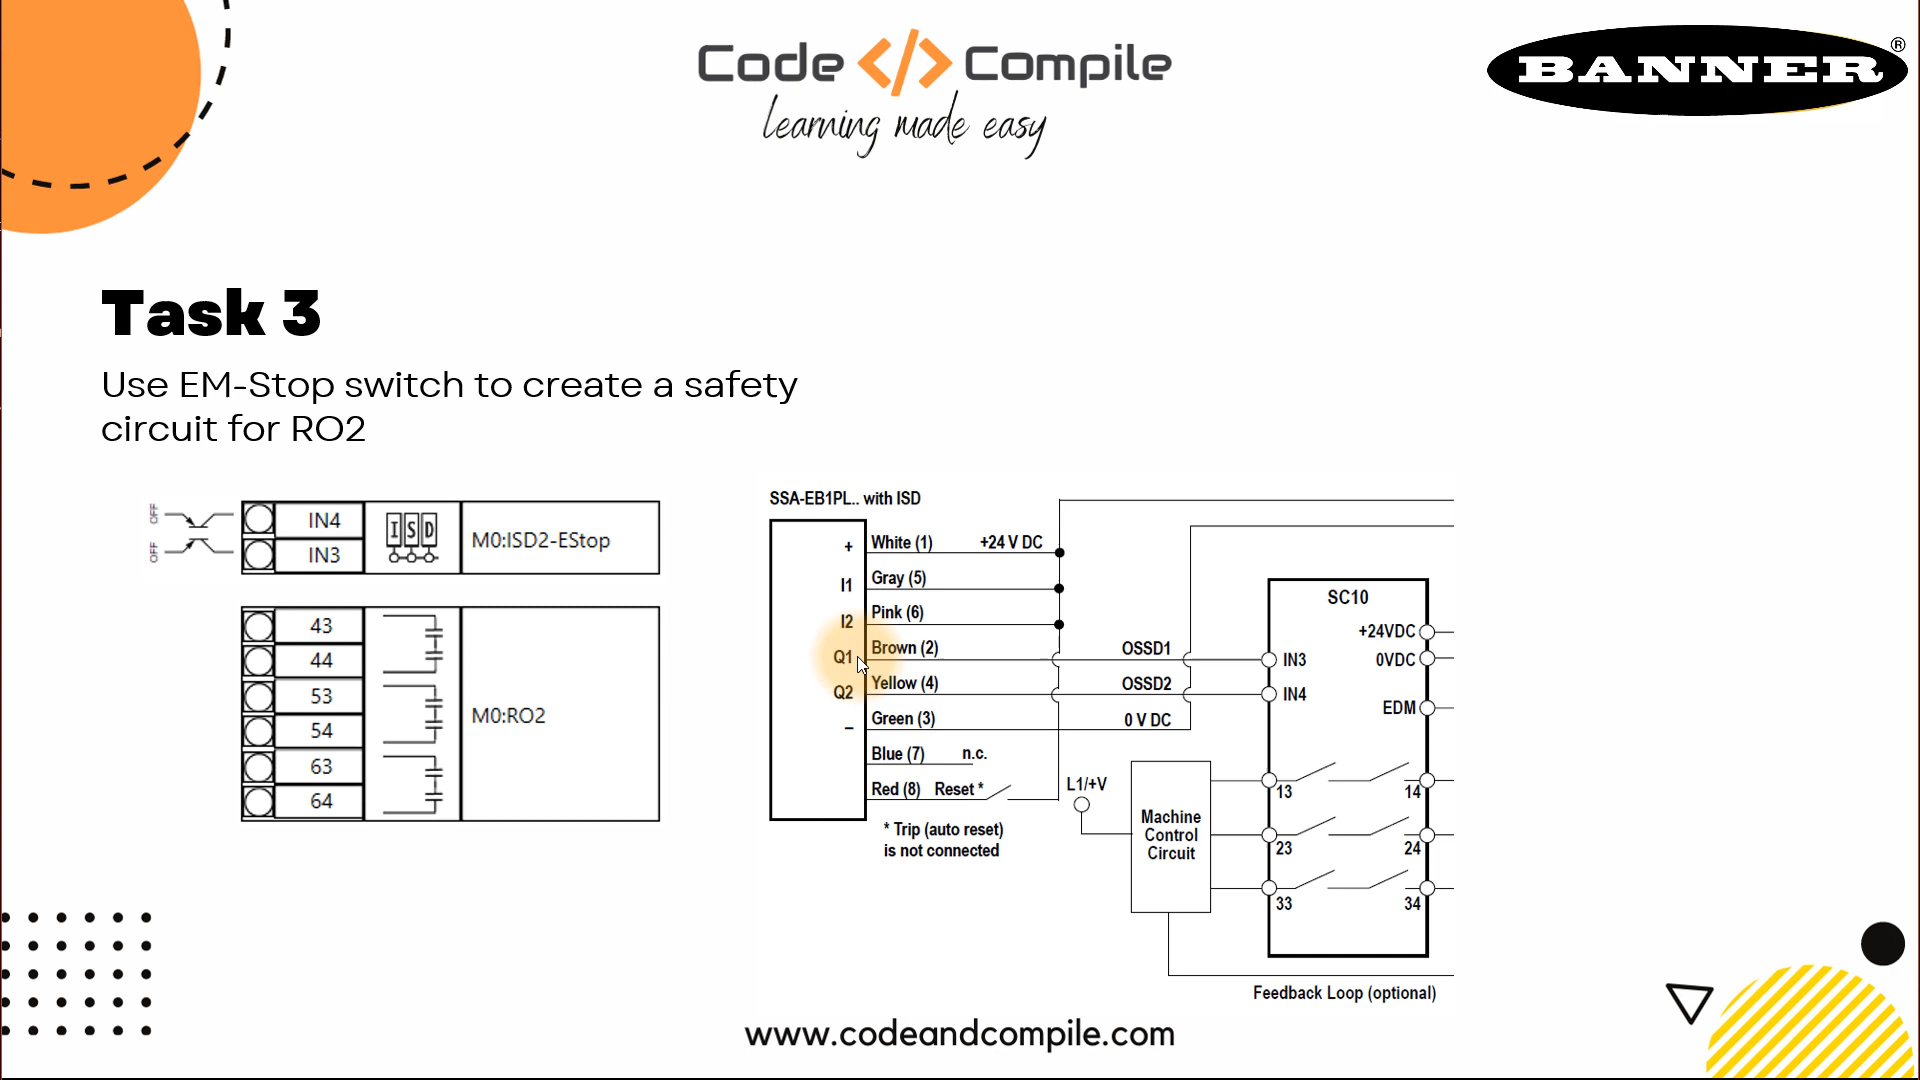 Code </> Compile
learning made easy
BANNER®
Task 3
Use EM-Stop switch to create a safety
circuit for RO2
OFF
OFF
IN4
IN3
ISD
M0:ISD2-EStop
43
44
53
54
63
64
M0:RO2
SSA-EB1PL.. with ISD
+ White (1) +24 V DC
I1 Gray (5)
I2 Pink (6)
Q1 Brown (2) OSSD1
Q2 Yellow (4) OSSD2
– Green (3) 0 V DC
Blue (7) n.c.
Red (8) Reset *
* Trip (auto reset)
is not connected
L1/+V
Machine
Control
Circuit
SC10
+24VDC
IN3 0VDC
IN4
EDM
13 14
23 24
33 34
Feedback Loop (optional)
www.codeandcompile.com